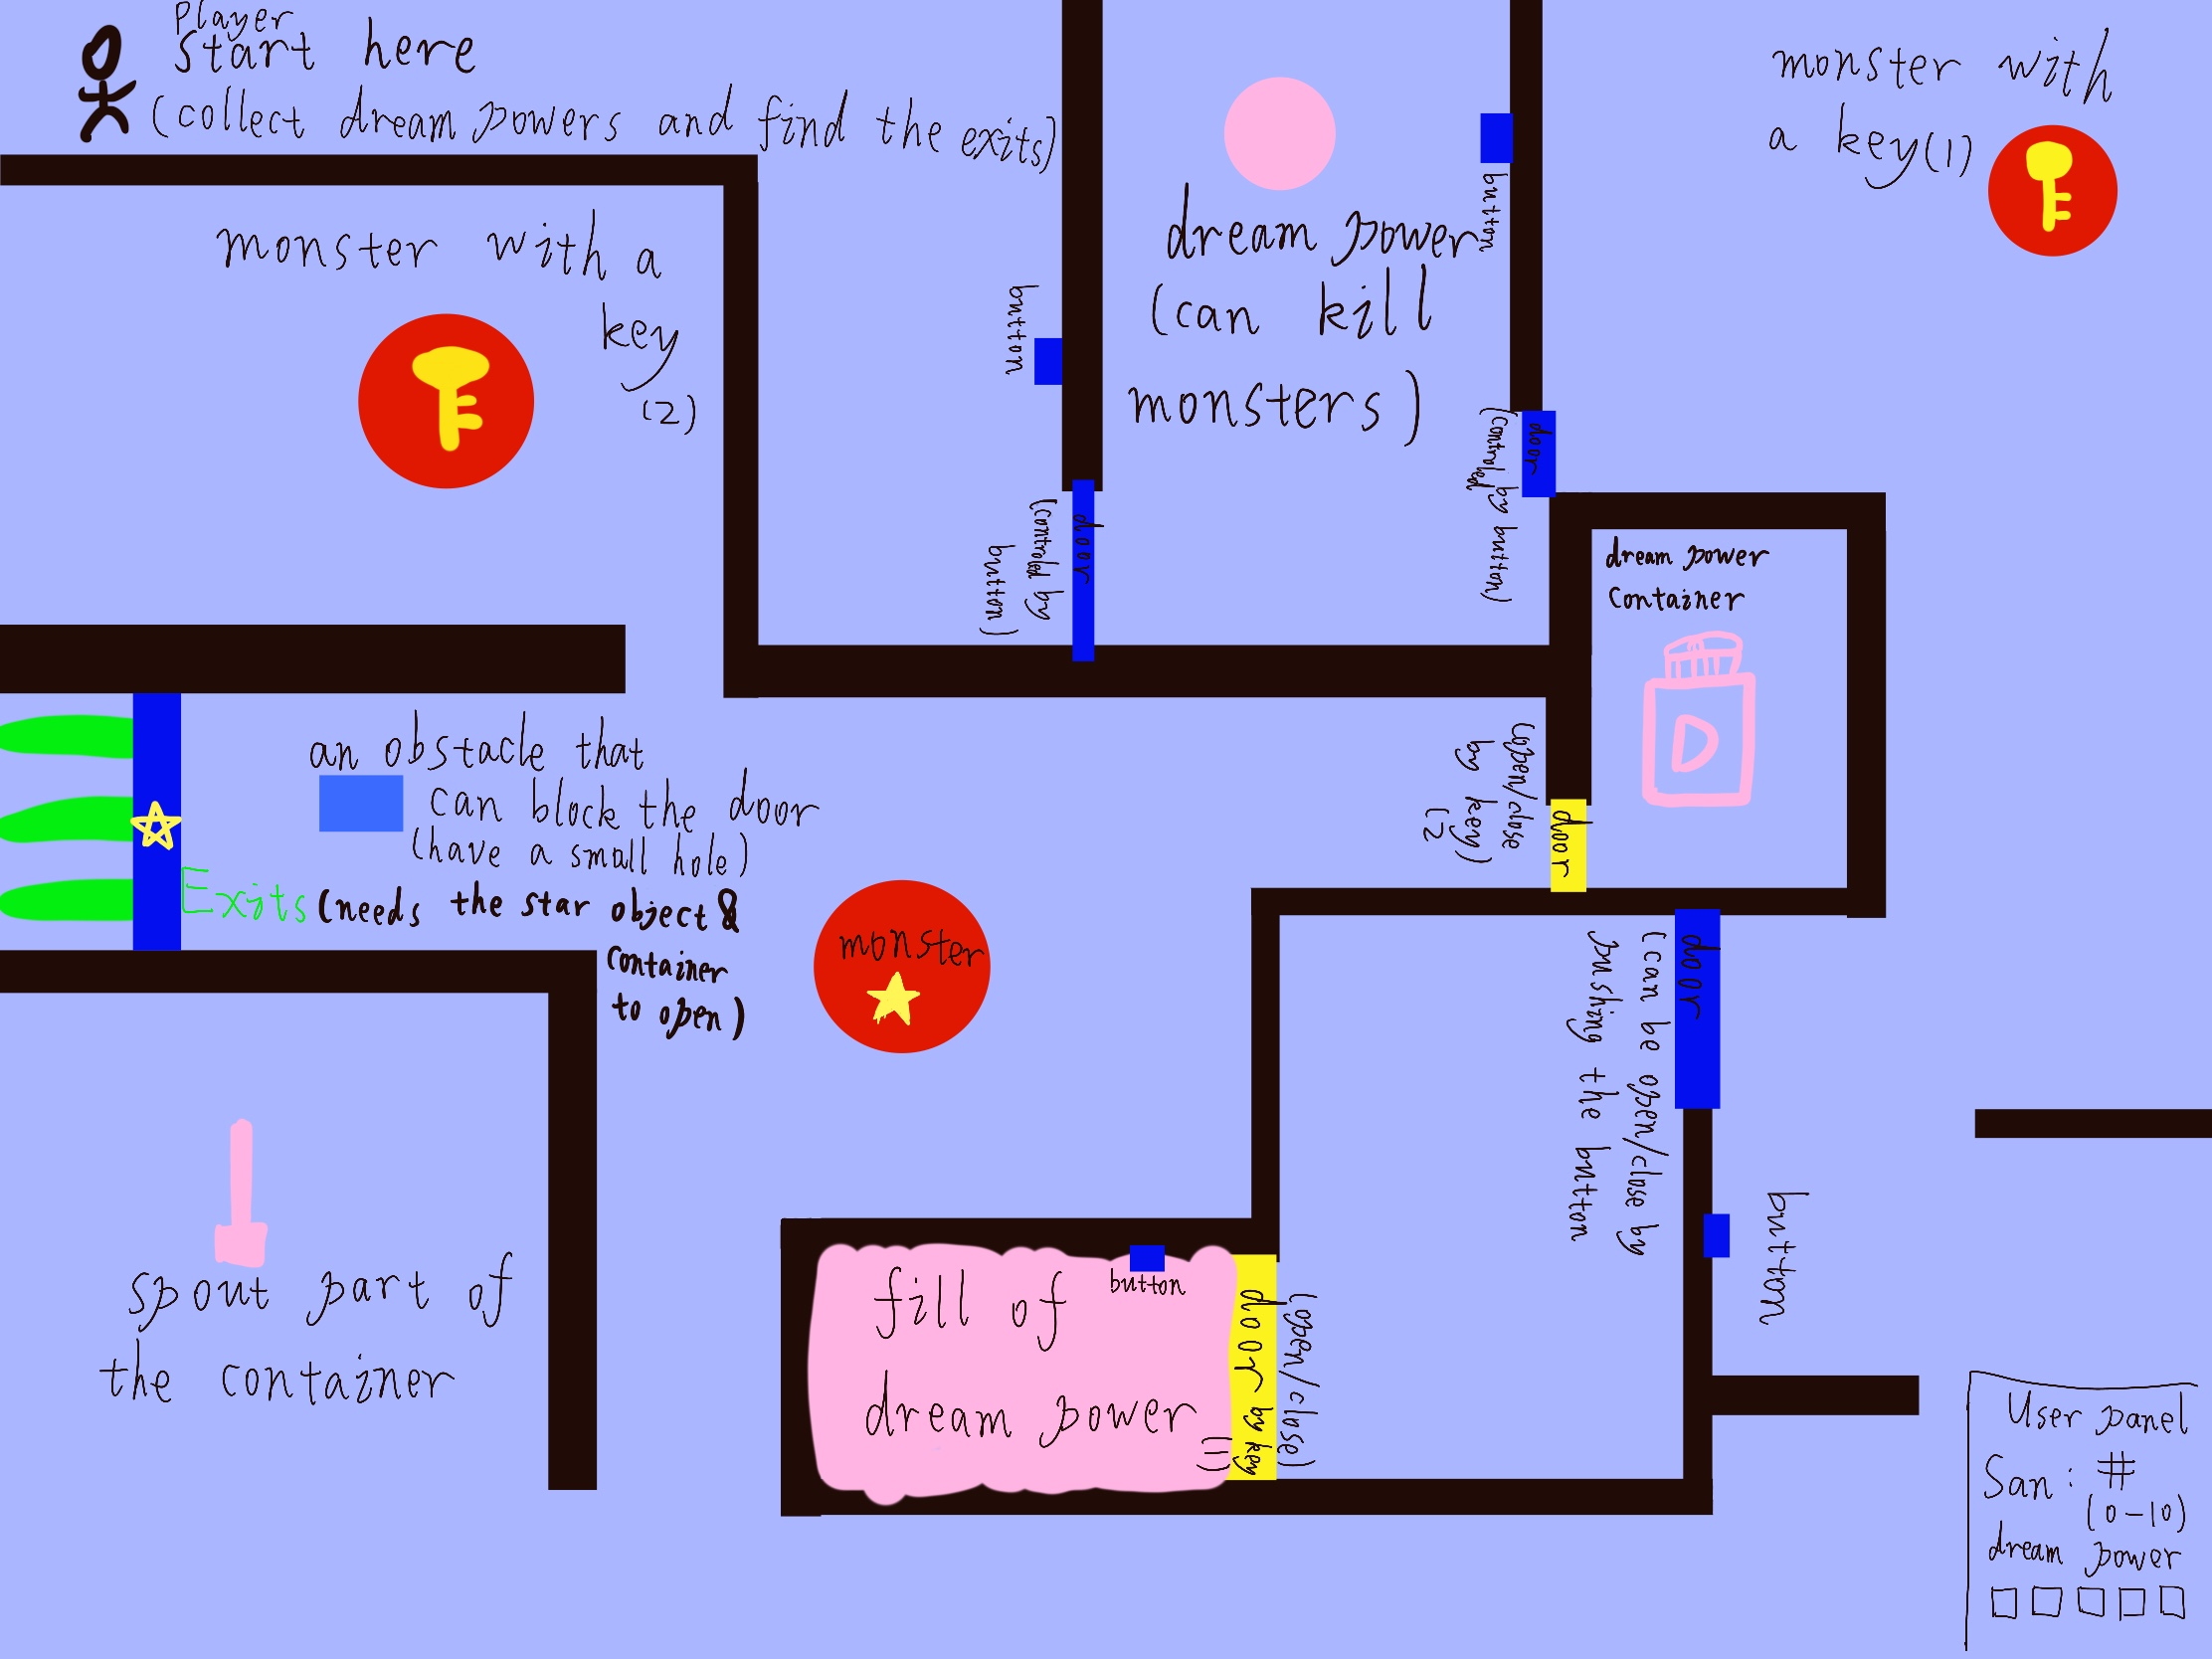 Player
Start here
(collect dream powers and find the exits)
monster with a
key
(2)
button
door
(controled by
button)
dream power
(can kill
monsters)
button
door
(controled by button)
monster with
a key(1)
dream power
container
D
door
(open/close
by key)
(2
an obstacle that
can block the door
(have a small hole)
Exits (needs the star object &
container
to open)
monster
door
(can be open/close by
pushing the button
button
spout part of
the container
fill of
dream power
button
door by key
(1)
(open/close)
User panel
San: #
(0-10)
dream power